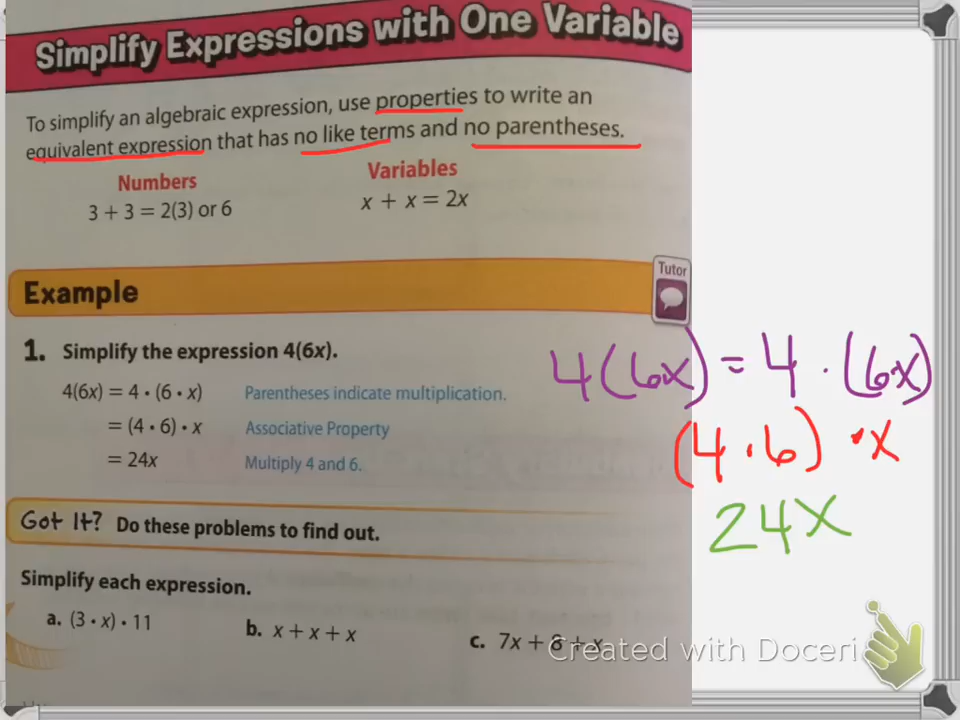 Simplify Expressions with One Variable
To simplify an algebraic expression, use properties to write an
equivalent expression that has no like terms and no parentheses.
Numbers
3 + 3 = 2(3) or 6
Variables
x + x = 2x
Tutor
Example
1. Simplify the expression 4(6x).
4(6x) = 4 • (6 • x) Parentheses indicate multiplication.
= (4 • 6) • x Associative Property
= 24x Multiply 4 and 6.
4(6x) = 4 · (6x)
(4 · 6) · x
24x
Got It? Do these problems to find out.
Simplify each expression.
a. (3 • x) • 11
b. x + x + x
c. 7x + 8 + x
Created with Doceri